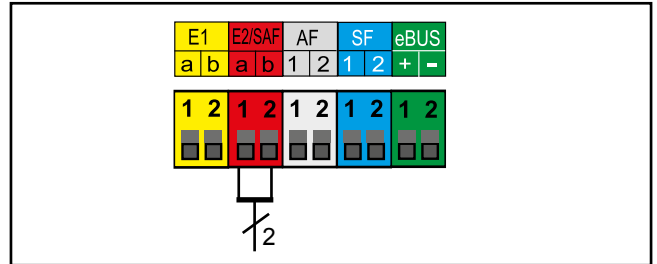 E1 E2/SAF AF SF eBUS
a b a b 1 2 1 2 + -
1 2 1 2 1 2 1 2 1 2
2